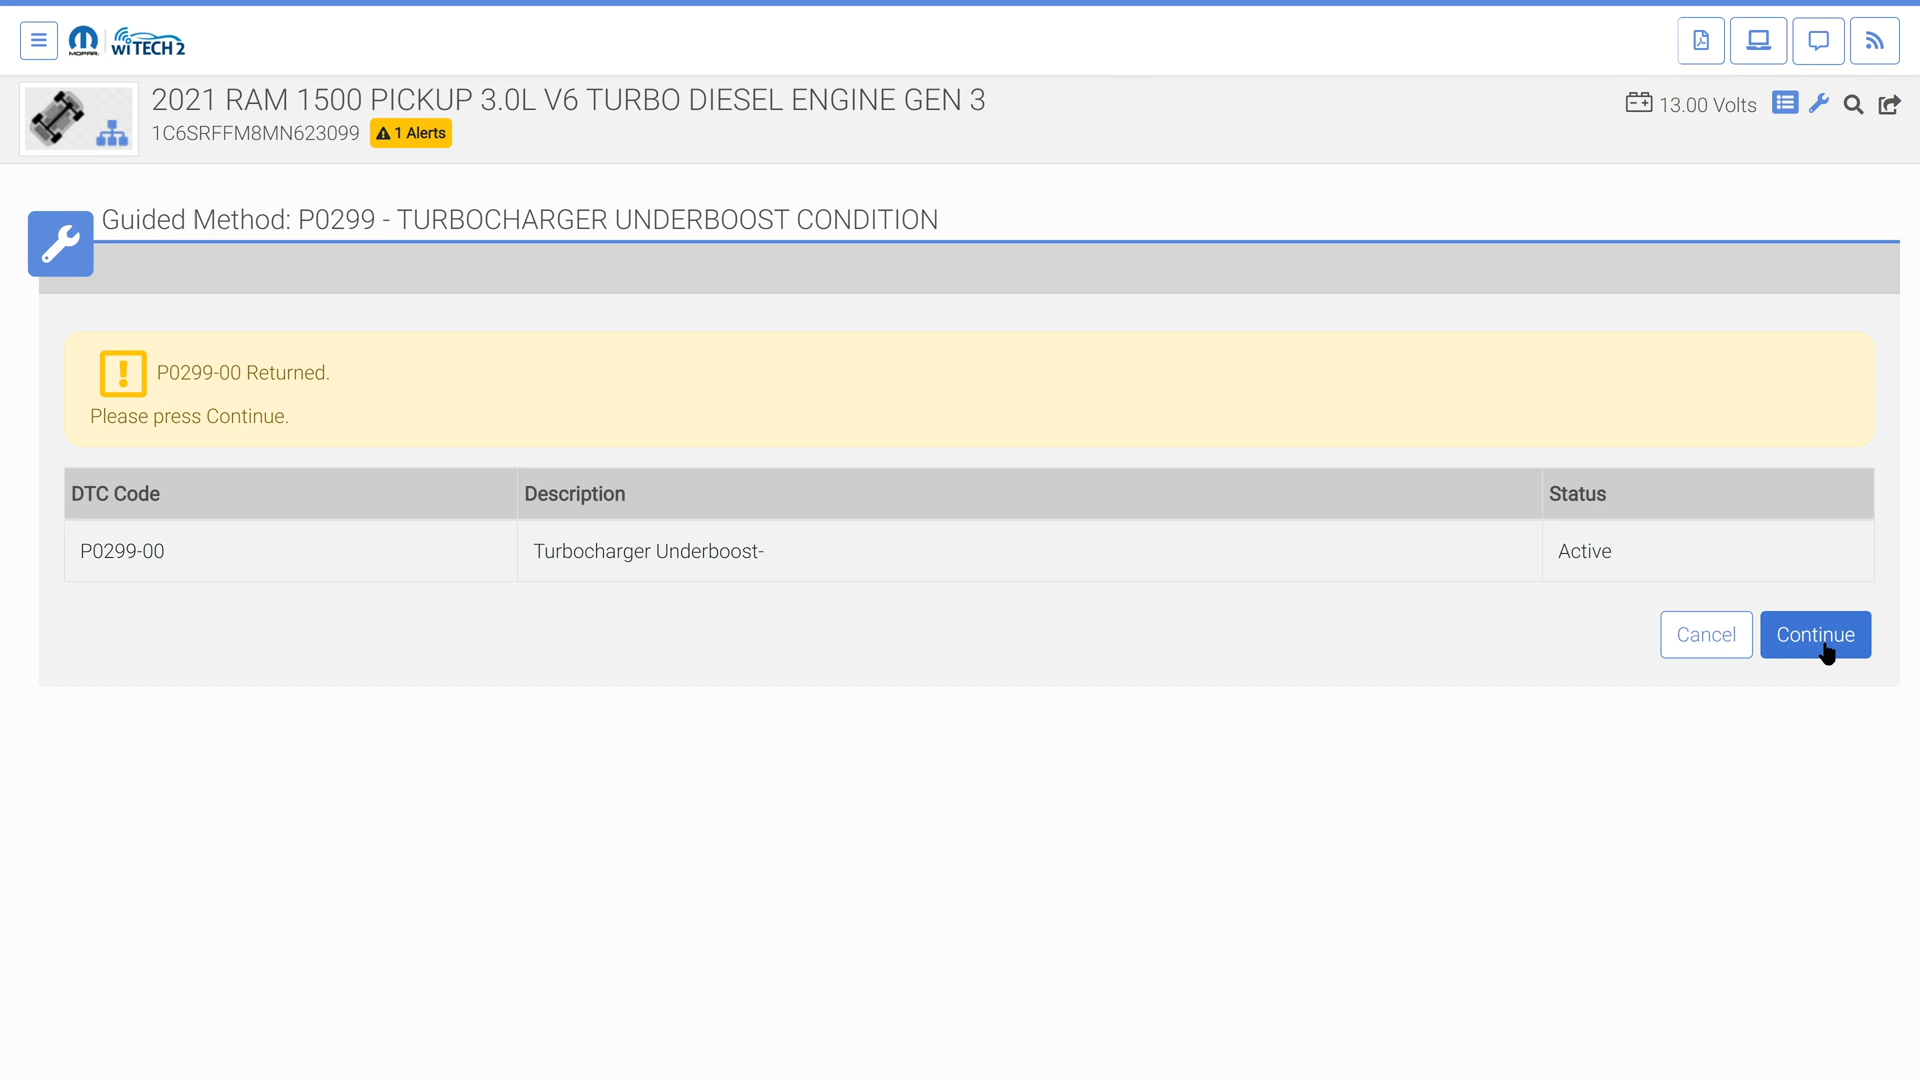 MOPAR
wiTECH 2
2021 RAM 1500 PICKUP 3.0L V6 TURBO DIESEL ENGINE GEN 3
1C6SRFFM8MN623099
1 Alerts
13.00 Volts
Guided Method: P0299 - TURBOCHARGER UNDERBOOST CONDITION
P0299-00 Returned.
Please press Continue.
DTC Code Description Status
P0299-00 Turbocharger Underboost- Active
Cancel Continue